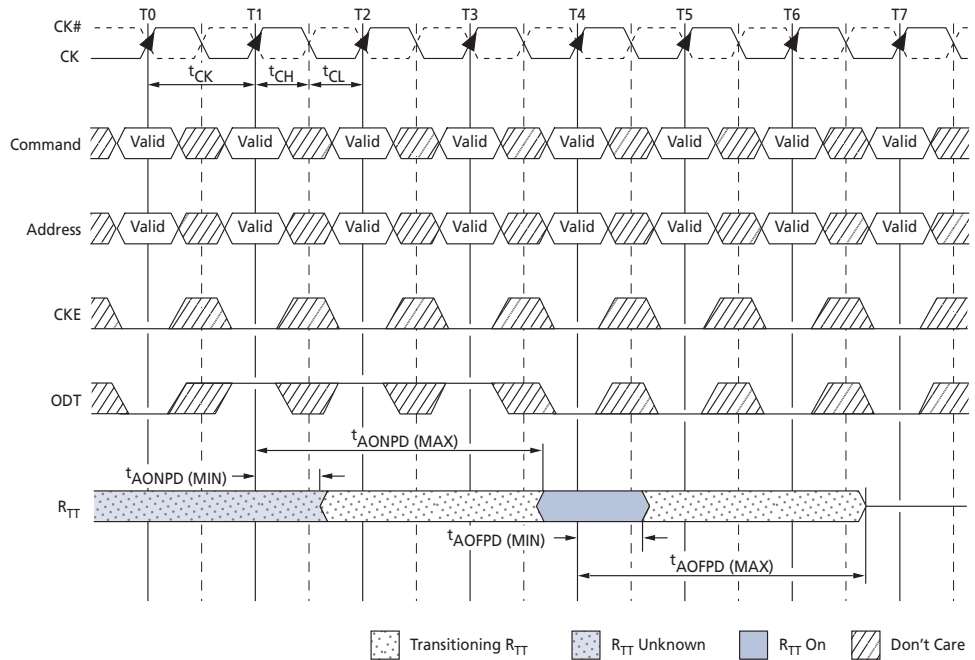 T0 T1 T2 T3 T4 T5 T6 T7
CK#
CK
tCK tCH tCL
Command Valid Valid Valid Valid Valid Valid Valid Valid
Address Valid Valid Valid Valid Valid Valid Valid Valid
CKE
ODT
tAONPD (MAX)
tAONPD (MIN)
RTT
tAOFPD (MIN)
tAOFPD (MAX)
Transitioning RTT RTT Unknown RTT On Don't Care